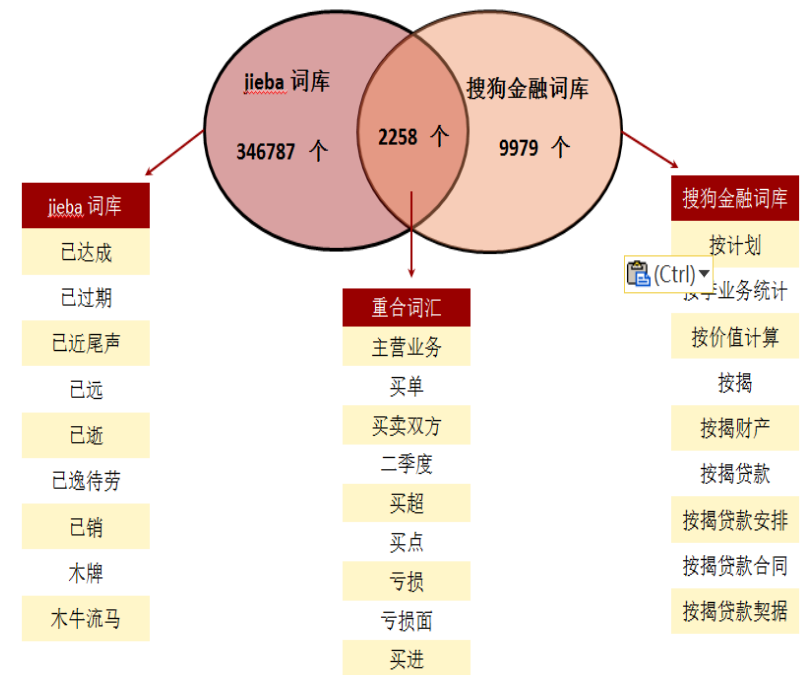 jieba 词库
346787 个
2258 个
搜狗金融词库
9979 个
jieba 词库
已达成
已过期
已近尾声
已远
已逝
已逸待劳
已销
木牌
木牛流马
重合词汇
主营业务
买单
买卖双方
二季度
买超
买点
亏损
亏损面
买进
搜狗金融词库
按计划
(Ctrl)
业务统计
按价值计算
按揭
按揭财产
按揭贷款
按揭贷款安排
按揭贷款合同
按揭贷款契据